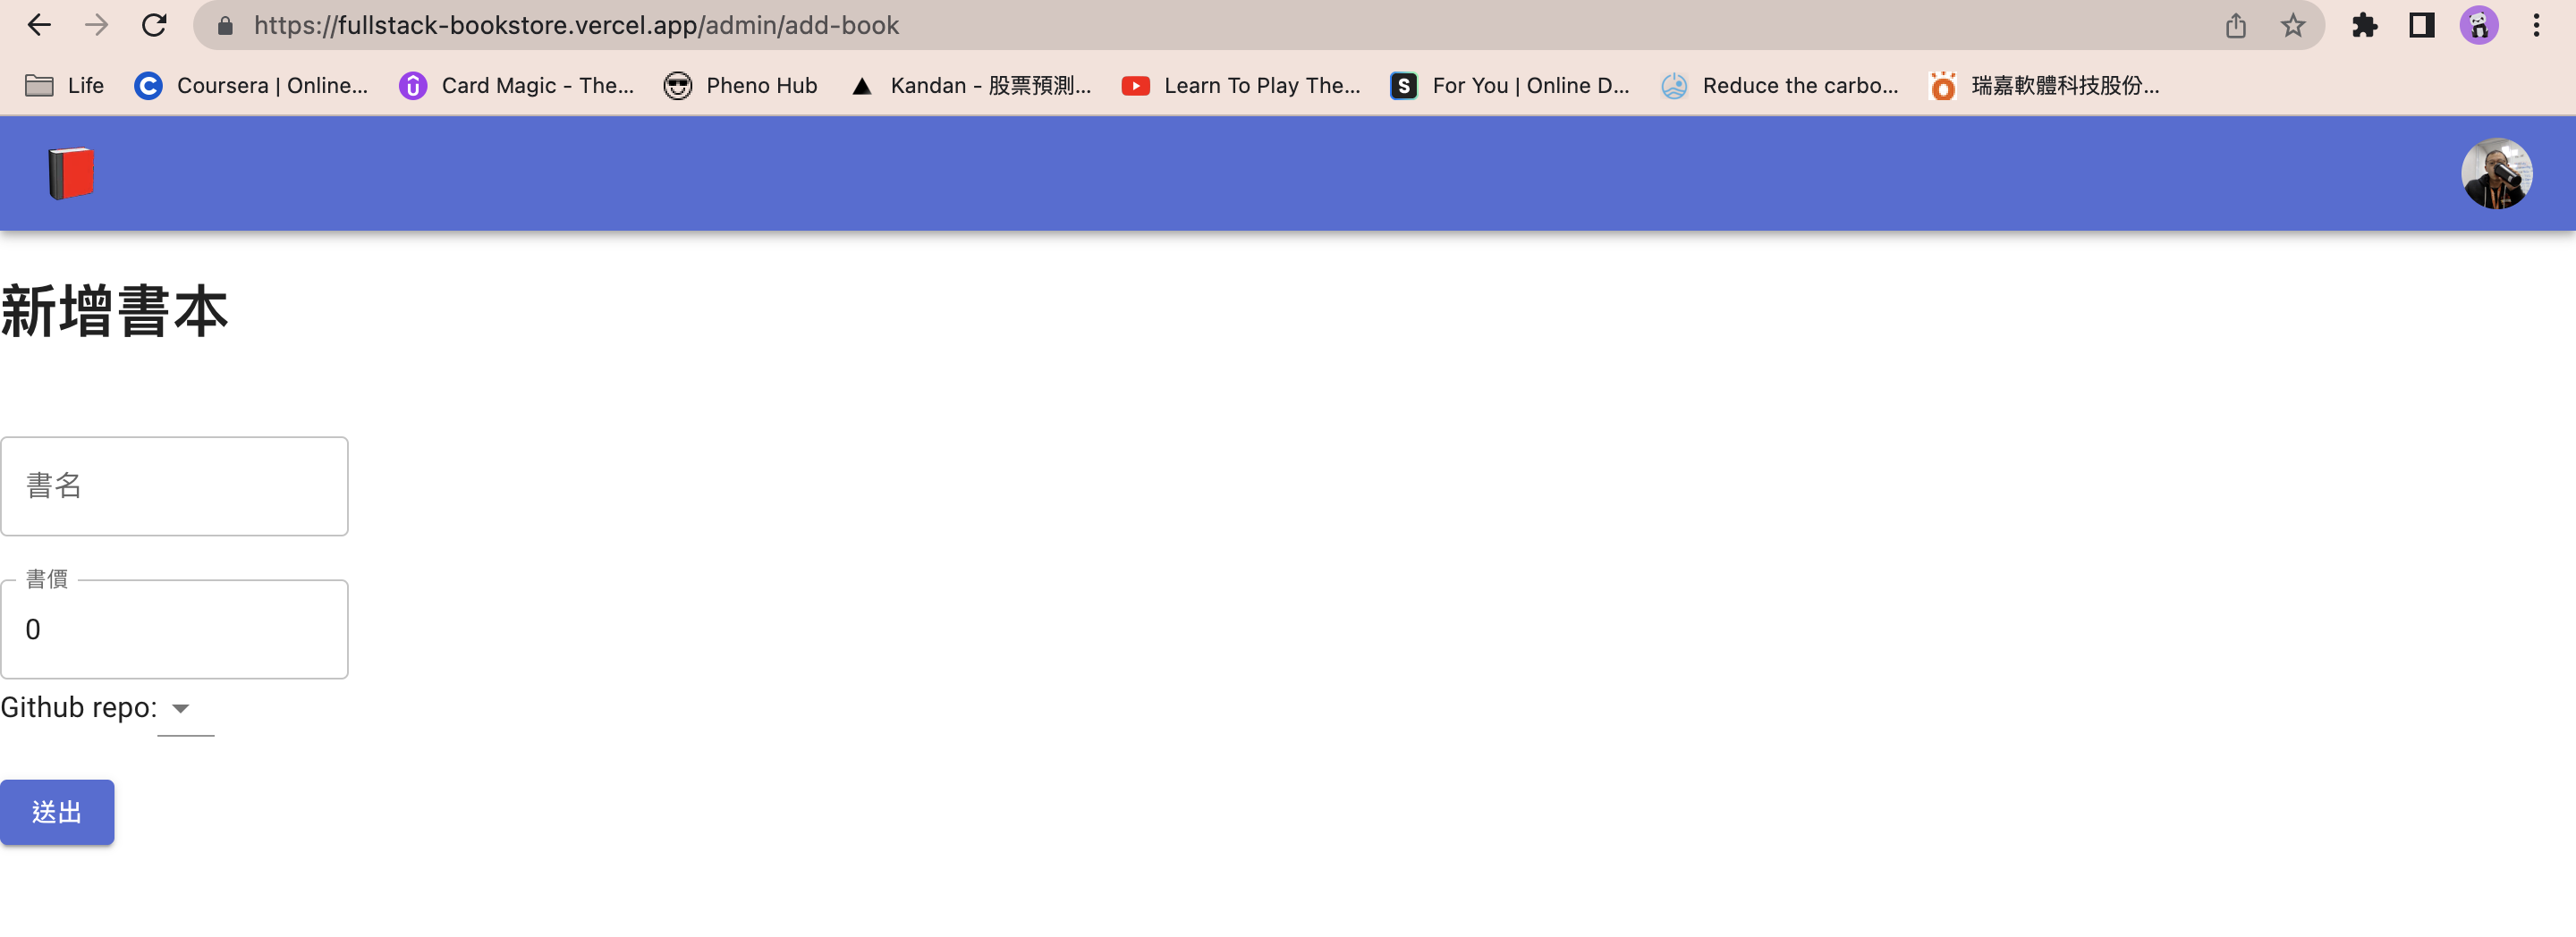 https://fullstack-bookstore.vercel.app/admin/add-book
Life Coursera | Online... Card Magic - The... Pheno Hub Kandan - 股票預測... Learn To Play The... For You | Online D... Reduce the carbo... 瑞嘉軟體科技股份...
新增書本
書名
書價
0
Github repo:
送出